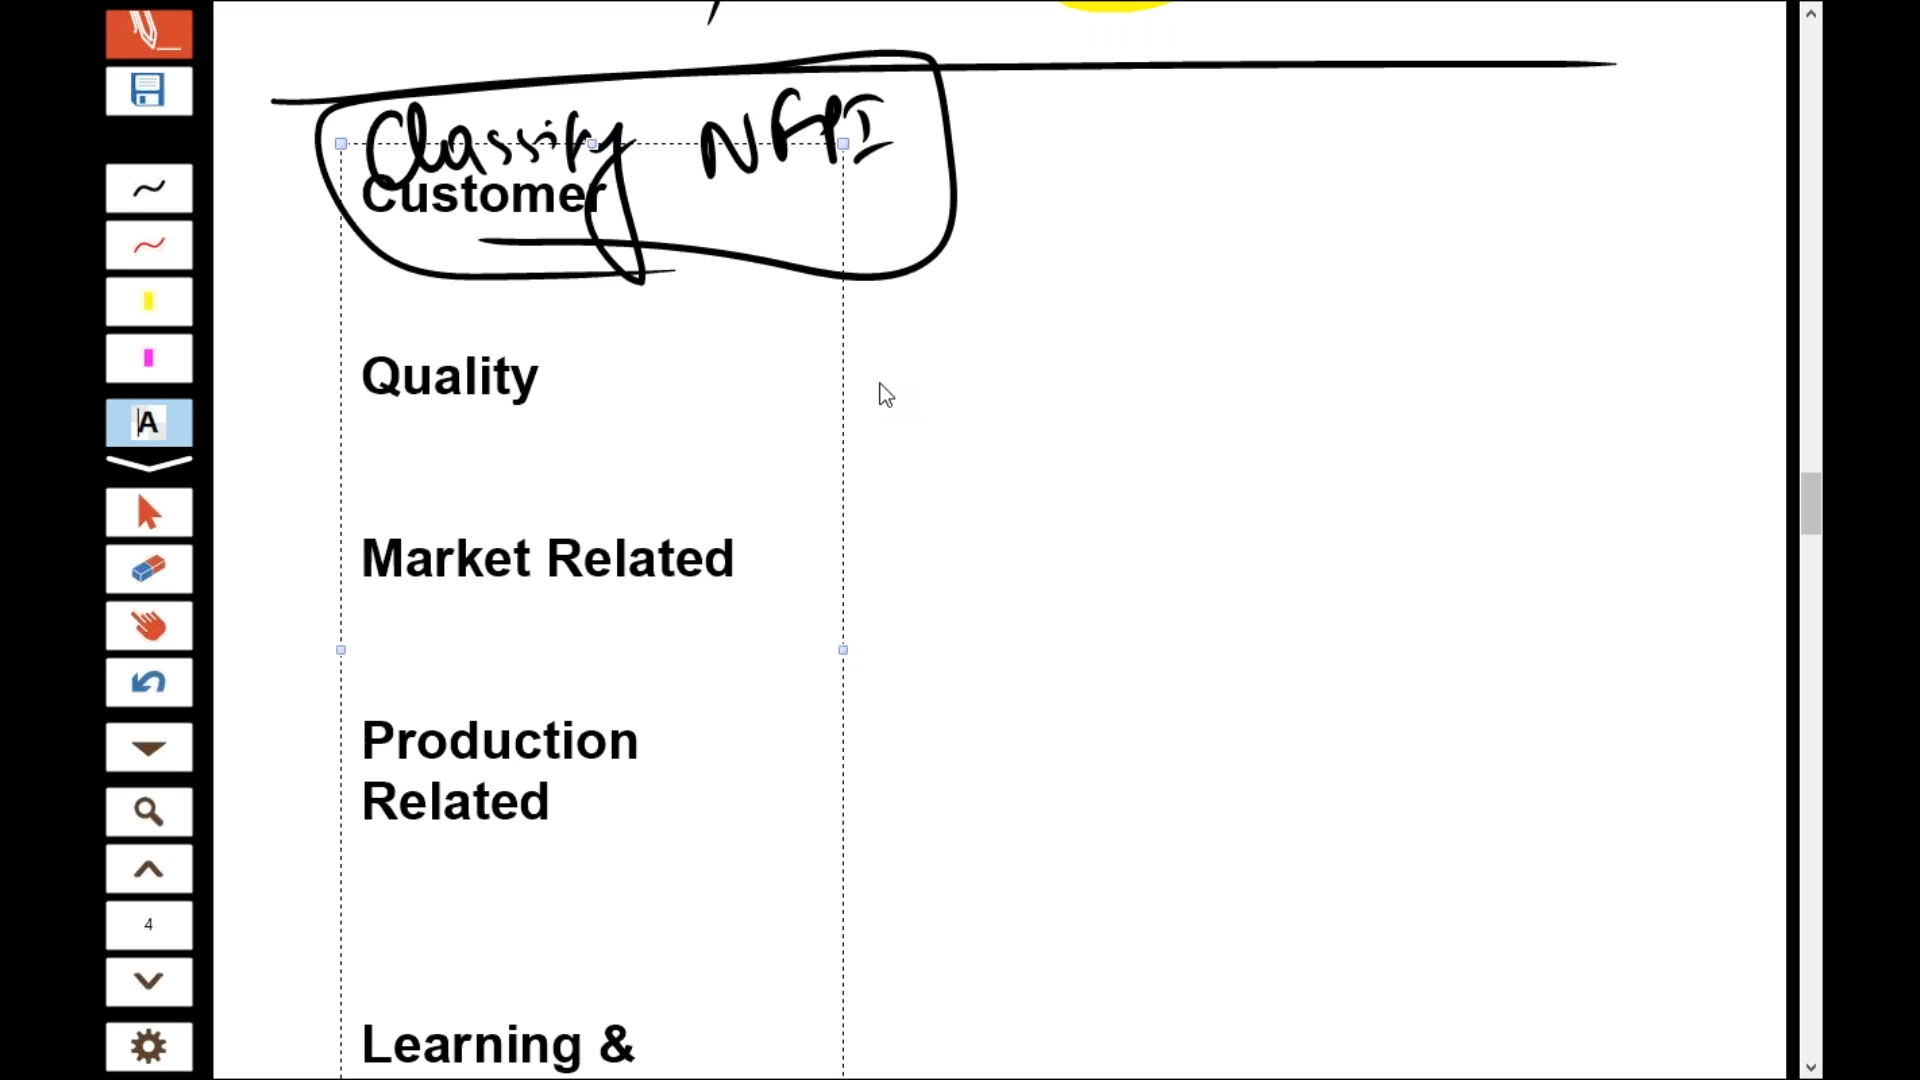 Classify NFPI
Customer
Quality
Market Related
Production
Related
Learning &
A
4